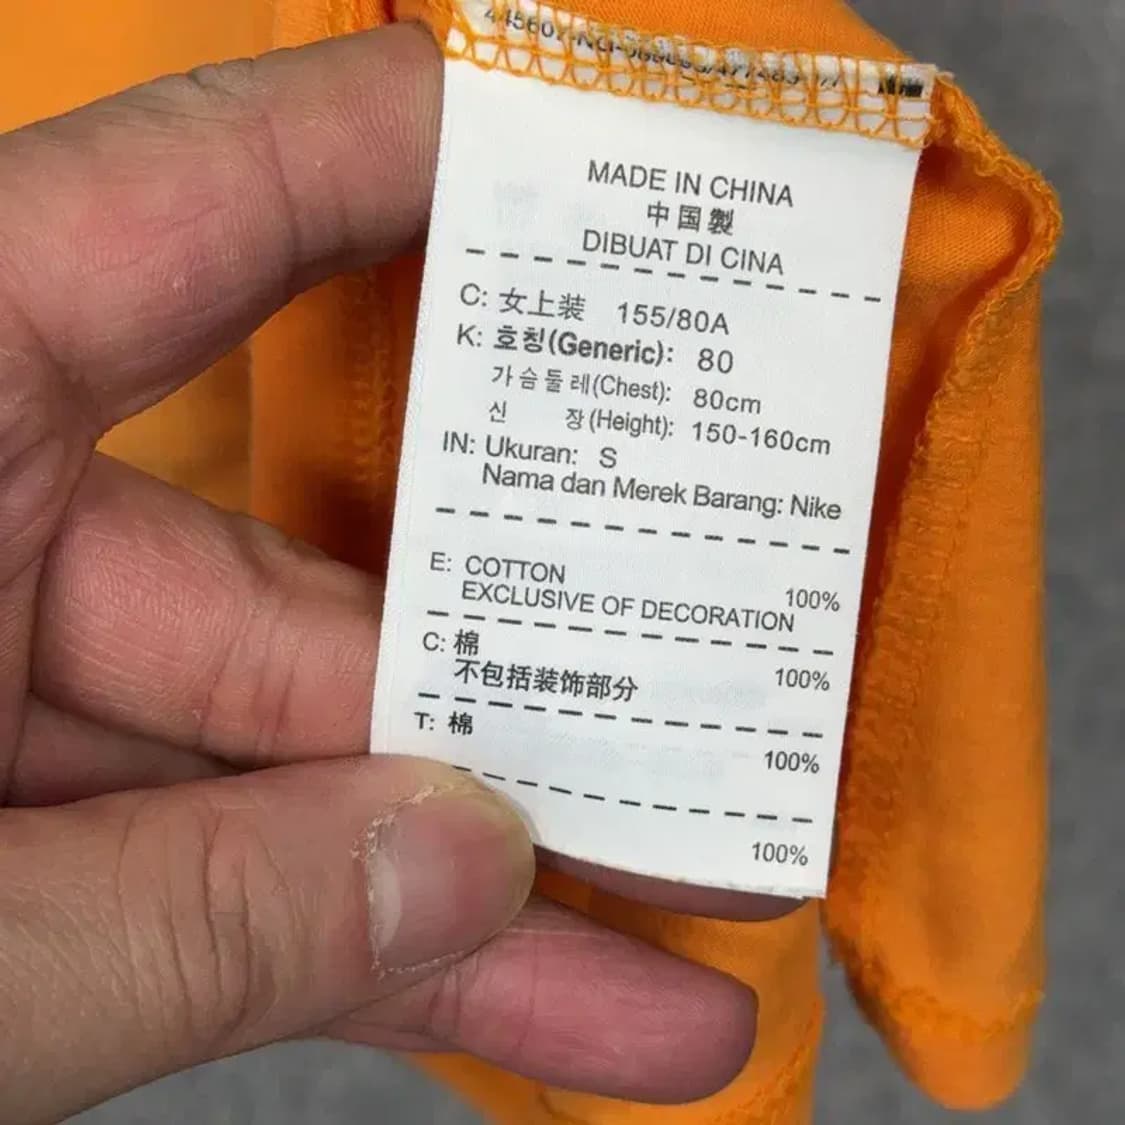 MADE IN CHINA
中国製
DIBUAT DI CINA
C: 女上装 155/80A
K: 호칭(Generic): 80
가슴둘레(Chest): 80cm
신 장(Height): 150-160cm
IN: Ukuran: S
Nama dan Merek Barang: Nike
E: COTTON 100%
EXCLUSIVE OF DECORATION
C: 棉 100%
不包括装饰部分
T: 棉 100%
100%